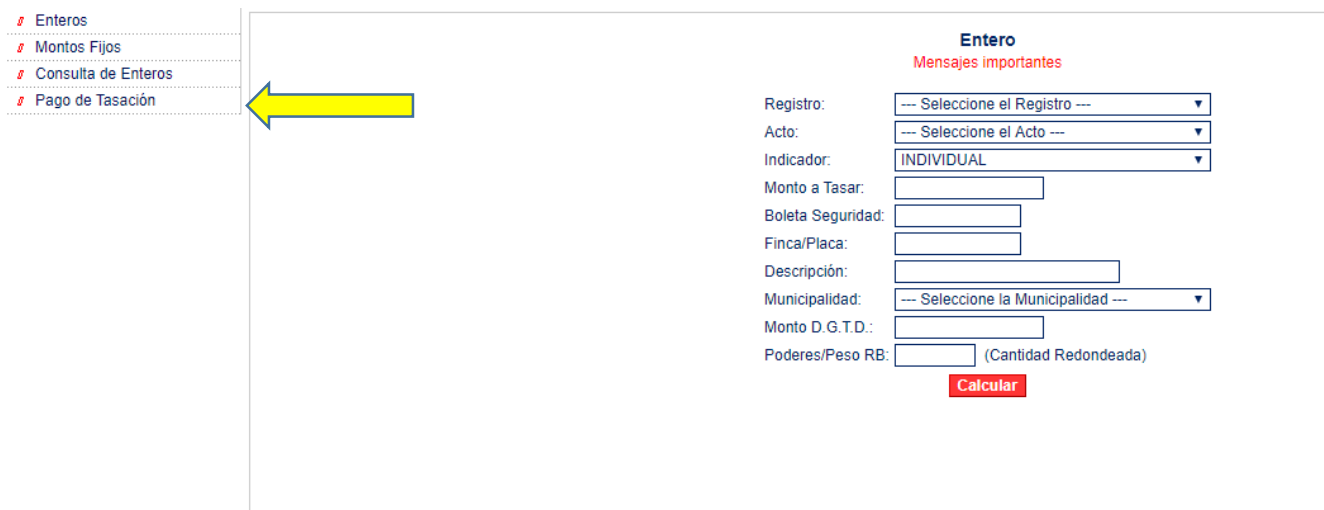 Enteros
Montos Fijos
Consulta de Enteros
Pago de Tasación
Entero
Mensajes importantes
Registro: --- Seleccione el Registro ---
Acto: --- Seleccione el Acto ---
Indicador: INDIVIDUAL
Monto a Tasar:
Boleta Seguridad:
Finca/Placa:
Descripción:
Municipalidad: --- Seleccione la Municipalidad ---
Monto D.G.T.D.:
Poderes/Peso RB: (Cantidad Redondeada)
Calcular